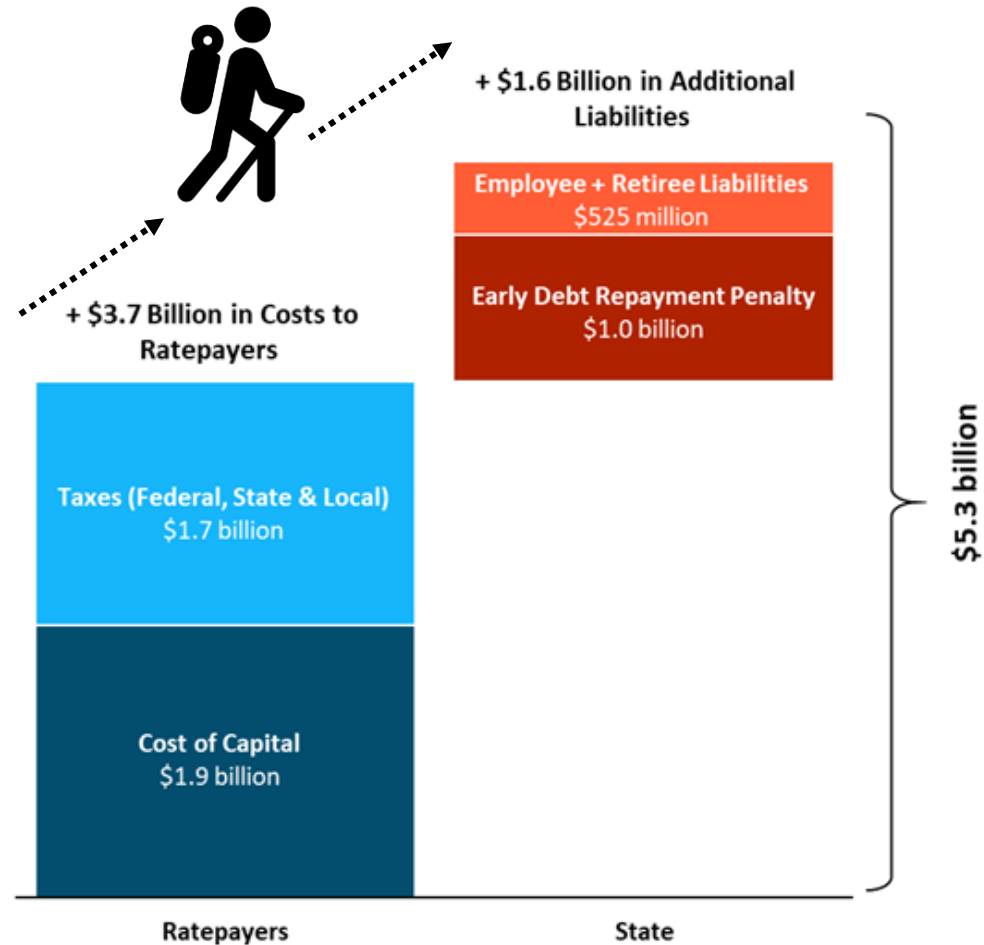 + $1.6 Billion in Additional
Liabilities
Employee + Retiree Liabilities
$525 million
Early Debt Repayment Penalty
$1.0 billion
+ $3.7 Billion in Costs to
Ratepayers
Taxes (Federal, State & Local)
$1.7 billion
Cost of Capital
$1.9 billion
$5.3 billion
Ratepayers
State